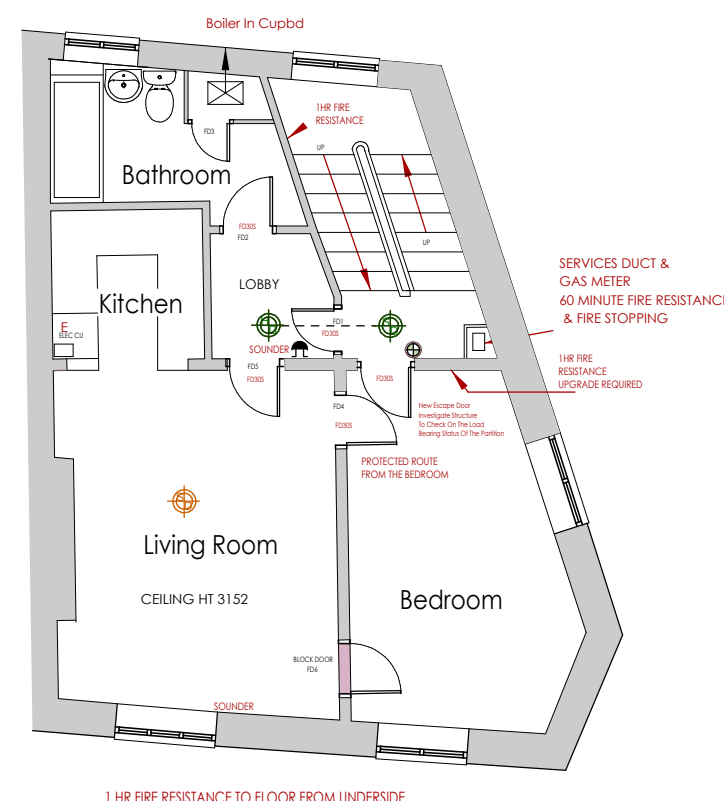 Boiler In Cupbd
1HR FIRE
RESISTANCE
FD3
UP
Bathroom
FD30S
FD2
UP
SERVICES DUCT &
GAS METER
60 MINUTE FIRE RESISTANCE
& FIRE STOPPING
LOBBY
Kitchen
E
ELEC CU
FD1
FD30S
SOUNDER
FD5
FD30S
FD30S
1HR FIRE
RESISTANCE
UPGRADE REQUIRED
FD4
FD30S
New Escape Door
Investigate Structure
To Check On The Load
Bearing Status Of The Partition
PROTECTED ROUTE
FROM THE BEDROOM
Living Room
CEILING HT 3152
Bedroom
BLOCK DOOR
FD6
SOUNDER
1 HR FIRE RESISTANCE TO FLOOR FROM UNDERSIDE